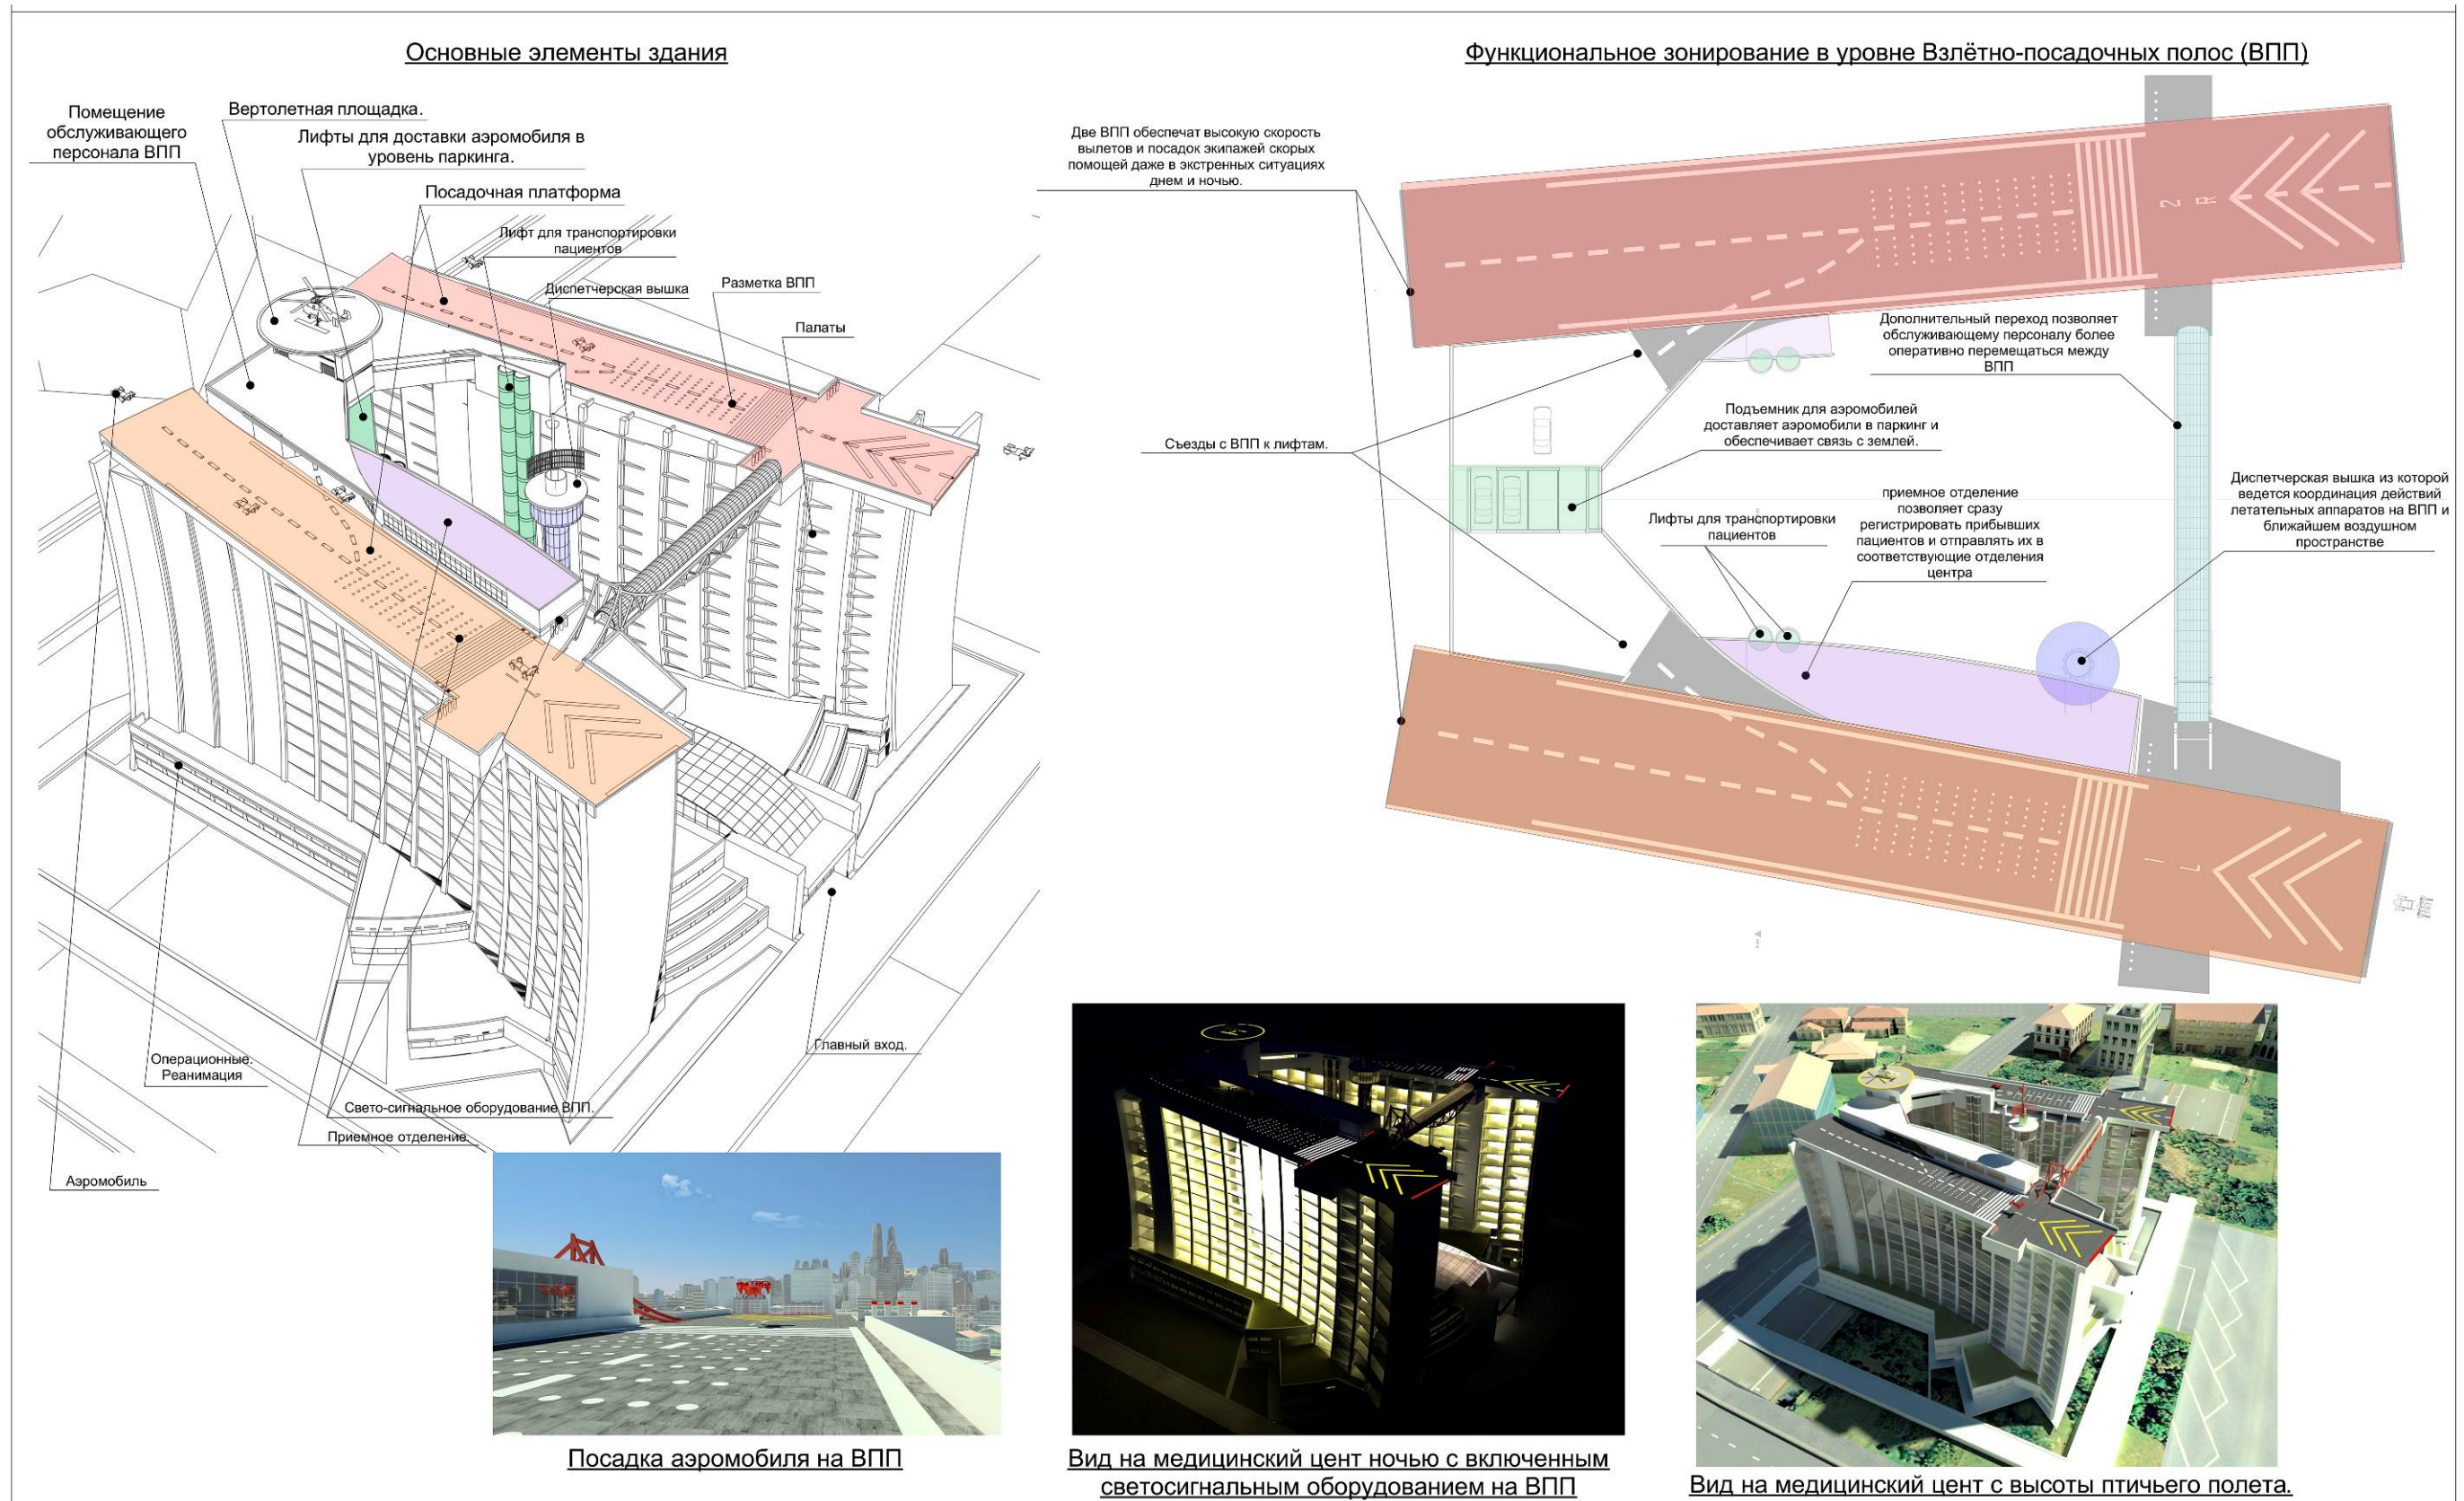 Основные элементы здания
Помещение
обслуживающего
персонала ВПП
Вертолетная площадка.
Лифты для доставки аэромобиля в
уровень паркинга.
Посадочная платформа
Лифт для транспортировки
пациентов
Диспетчерская вышка
Разметка ВПП
Палаты
Операционные.
Реанимация
Главный вход.
Свето-сигнальное оборудование ВПП.
Приемное отделение.
Аэромобиль
Функциональное зонирование в уровне Взлётно-посадочных полос (ВПП)
Две ВПП обеспечат высокую скорость
вылетов и посадок экипажей скорых
помощей даже в экстренных ситуациях
днем и ночью.
2
R
Дополнительный переход позволяет
обслуживающему персоналу более
оперативно перемещаться между
ВПП
Съезды с ВПП к лифтам.
Подъемник для аэромобилей
доставляет аэромобили в паркинг и
обеспечивает связь с землей.
Лифты для транспортировки
пациентов
приемное отделение
позволяет сразу
регистрировать прибывших
пациентов и отправлять их в
соответствующие отделения
центра
Диспетчерская вышка из которой
ведется координация действий
летательных аппаратов на ВПП и
ближайшем воздушном
пространстве
L
Посадка аэромобиля на ВПП
Вид на медицинский цент ночью с включенным
светосигнальным оборудованием на ВПП
Вид на медицинский цент с высоты птичьего полета.